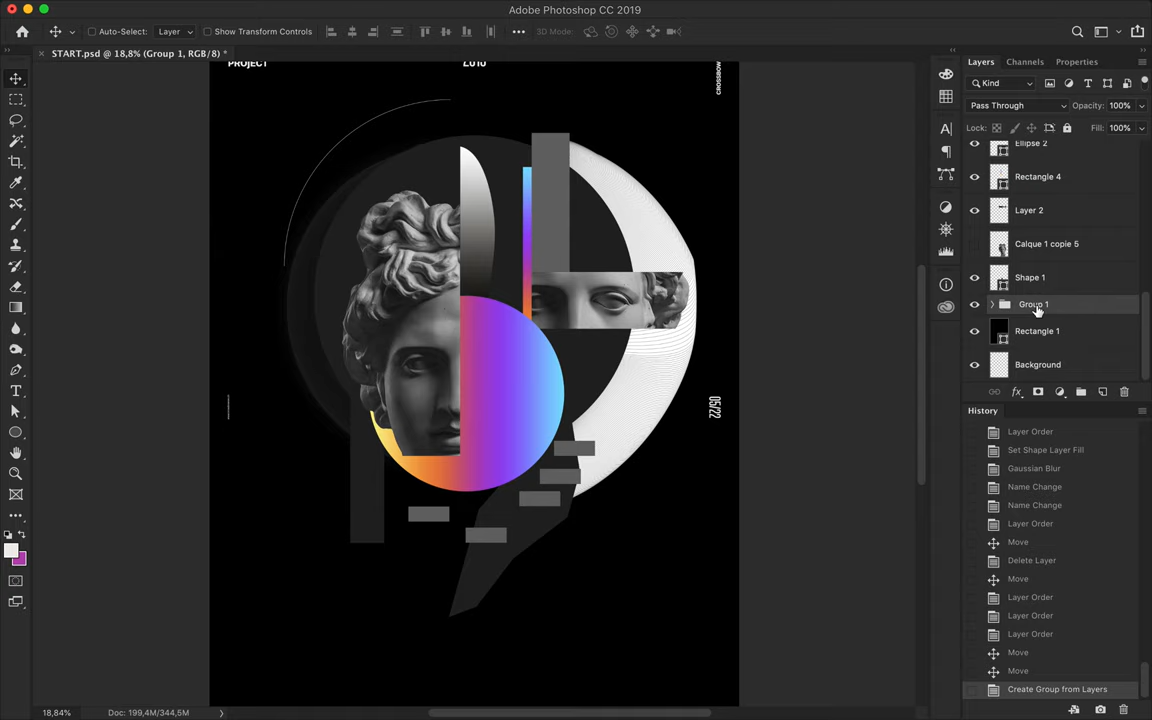 Adobe Photoshop CC 2019
Auto-Select: Layer Show Transform Controls 3D Mode:
START.psd @ 18,8% (Group 1, RGB/8) *
PROJECT
CROSSBOW
05/22
Layers Channels Properties
Kind
Pass Through Opacity: 100%
Lock: Fill: 100%
Ellipse 2
Rectangle 4
Layer 2
Calque 1 copie 5
Shape 1
Group 1
Rectangle 1
Background
History
Layer Order
Set Shape Layer Fill
Gaussian Blur
Name Change
Name Change
Layer Order
Move
Delete Layer
Move
Layer Order
Layer Order
Layer Order
Move
Move
Create Group from Layers
18,84% Doc: 199,4M/344,5M